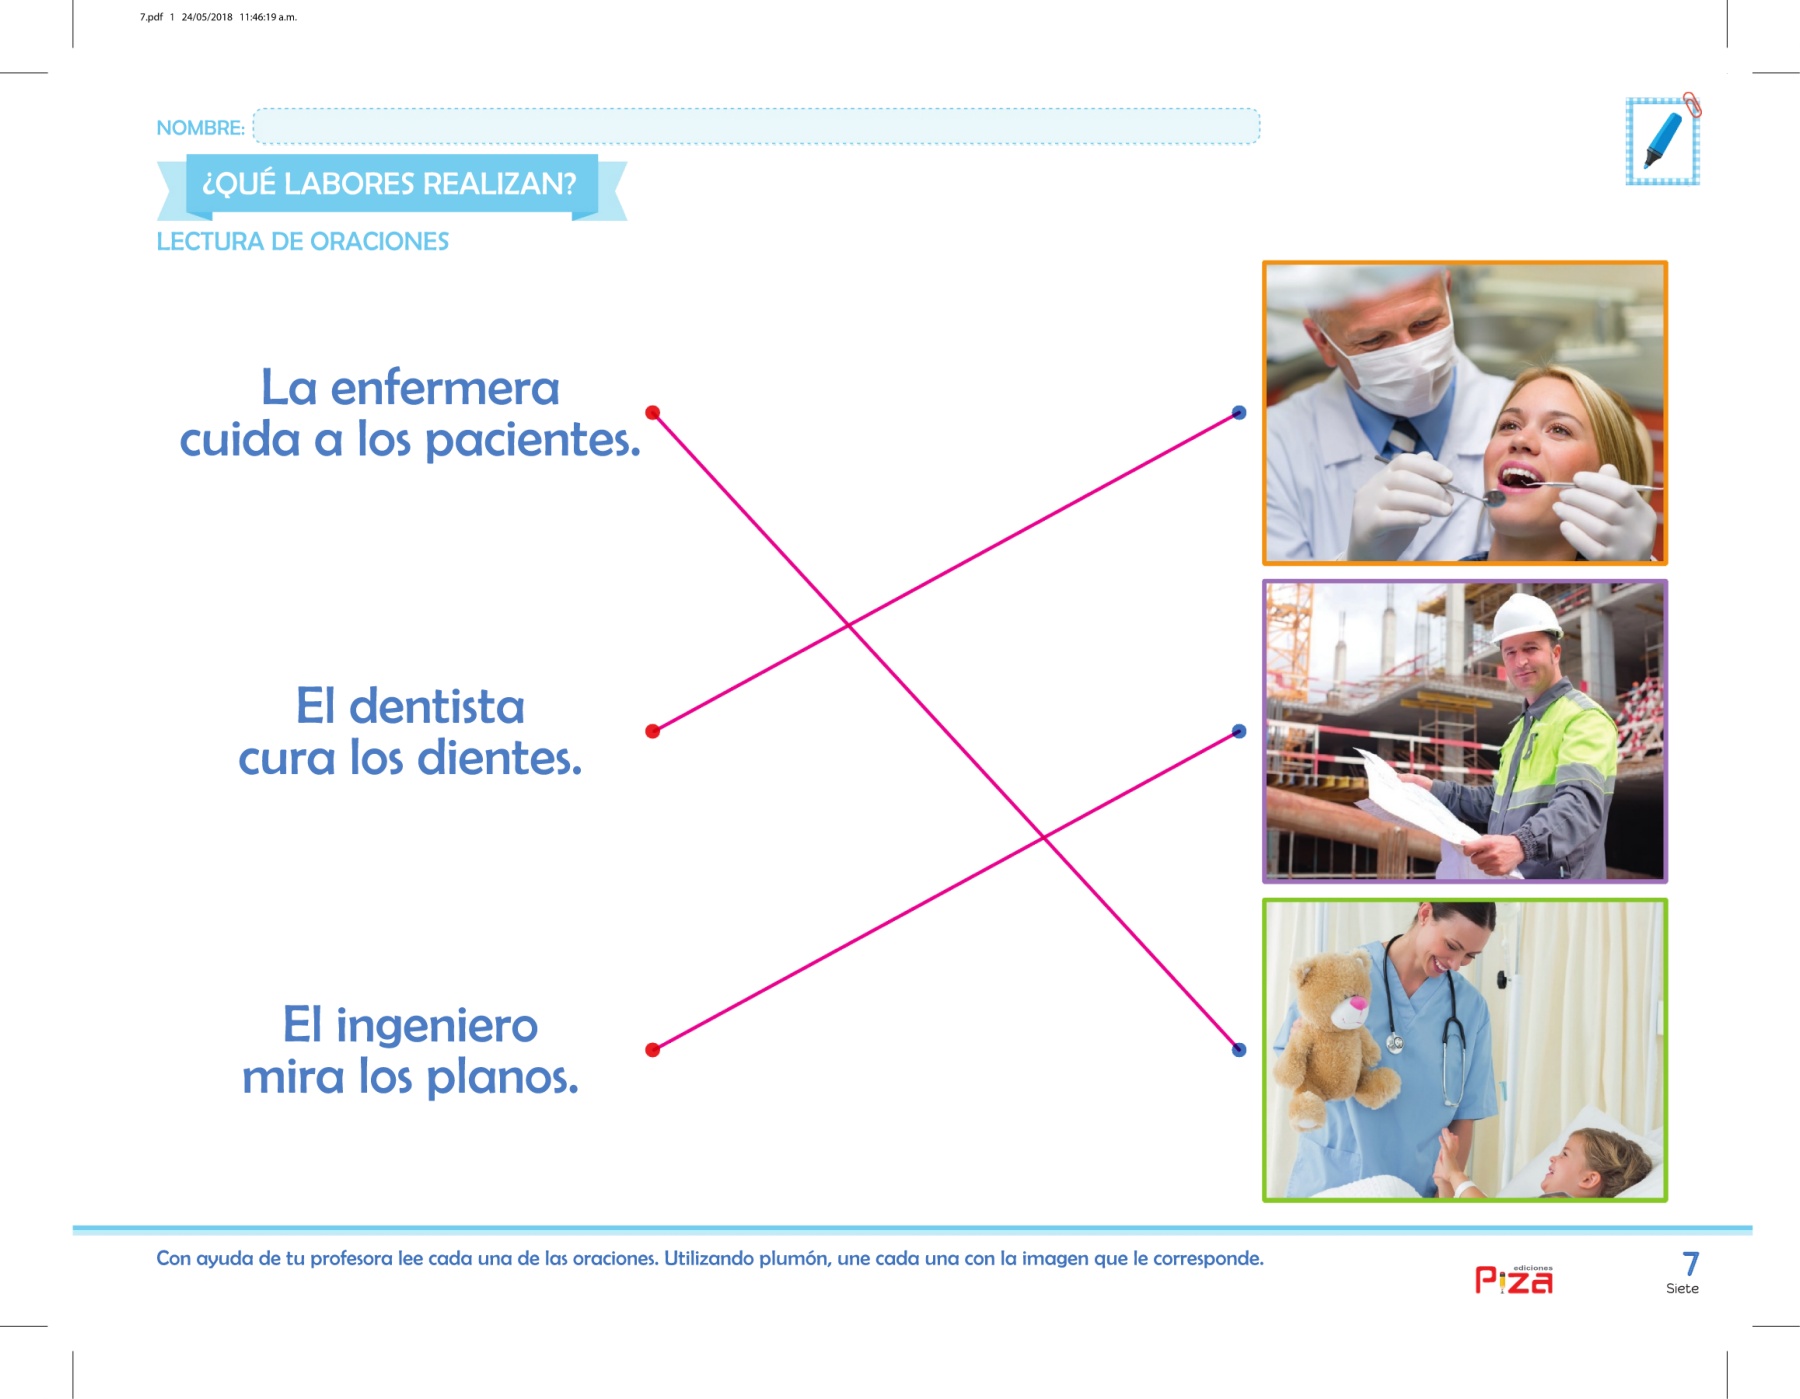 7.pdf 1 24/05/2018 11:46:19 a.m.
NOMBRE:
¿QUÉ LABORES REALIZAN?
LECTURA DE ORACIONES
La enfermera
cuida a los pacientes.
El dentista
cura los dientes.
El ingeniero
mira los planos.
Con ayuda de tu profesora lee cada una de las oraciones. Utilizando plumón, une cada una con la imagen que le corresponde.
ediciones
Piza
7
Siete